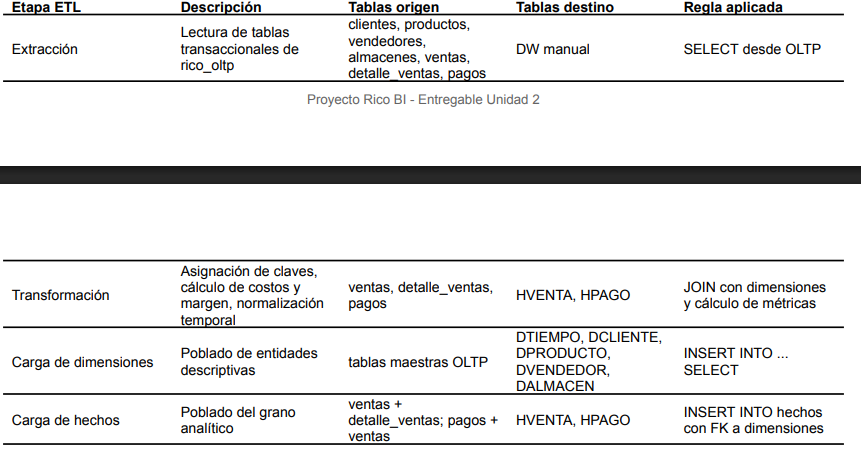 Etapa ETL Descripción Tablas origen Tablas destino Regla aplicada
Extracción
Lectura de tablas
transaccionales de
rico_oltp
clientes, productos,
vendedores,
almacenes, ventas,
detalle_ventas, pagos
DW manual
SELECT desde OLTP
Proyecto Rico BI - Entregable Unidad 2
Transformación
Asignación de claves,
cálculo de costos y
margen, normalización
temporal
ventas, detalle_ventas,
pagos
HVENTA, HPAGO
JOIN con dimensiones
y cálculo de métricas
Carga de dimensiones
Poblado de entidades
descriptivas
tablas maestras OLTP
DTIEMPO, DCLIENTE,
DPRODUCTO,
DVENDEDOR,
DALMACEN
INSERT INTO ...
SELECT
Carga de hechos
Poblado del grano
analítico
ventas +
detalle_ventas; pagos +
ventas
HVENTA, HPAGO
INSERT INTO hechos
con FK a dimensiones